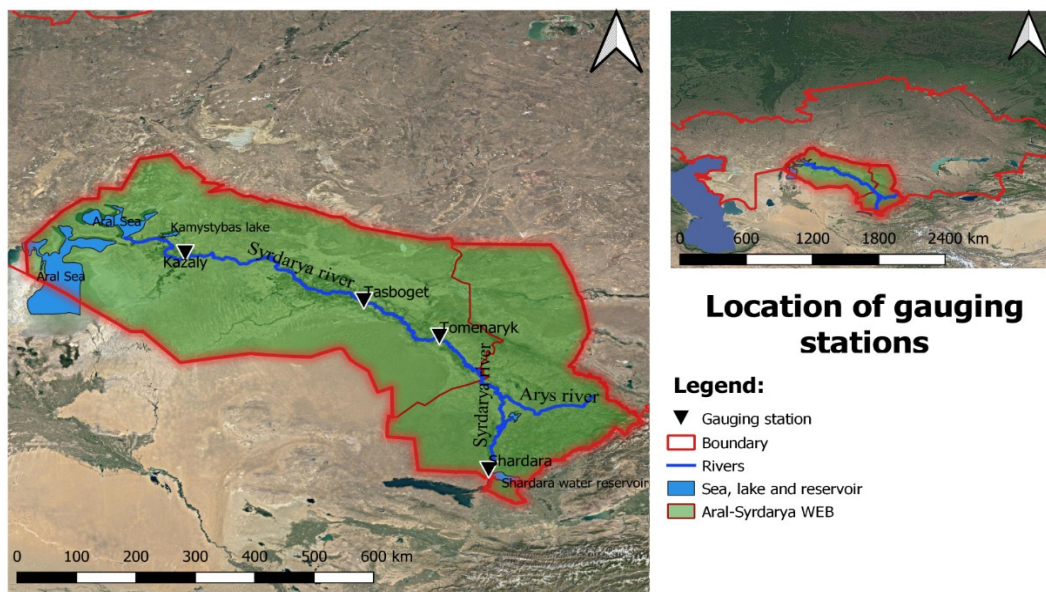 Aral Sea
Kamystybas lake
Kazaly
Aral Sea
Syrdarya river
Tasboget
Tomenaryk
Syrdarya river
Arys river
Shardara
Shardara water reservoir
0 100 200 300 400 500 600 km
0 600 1200 1800 2400 km
Location of gauging
stations
Legend:
Gauging station
Boundary
Rivers
Sea, lake and reservoir
Aral-Syrdarya WEB